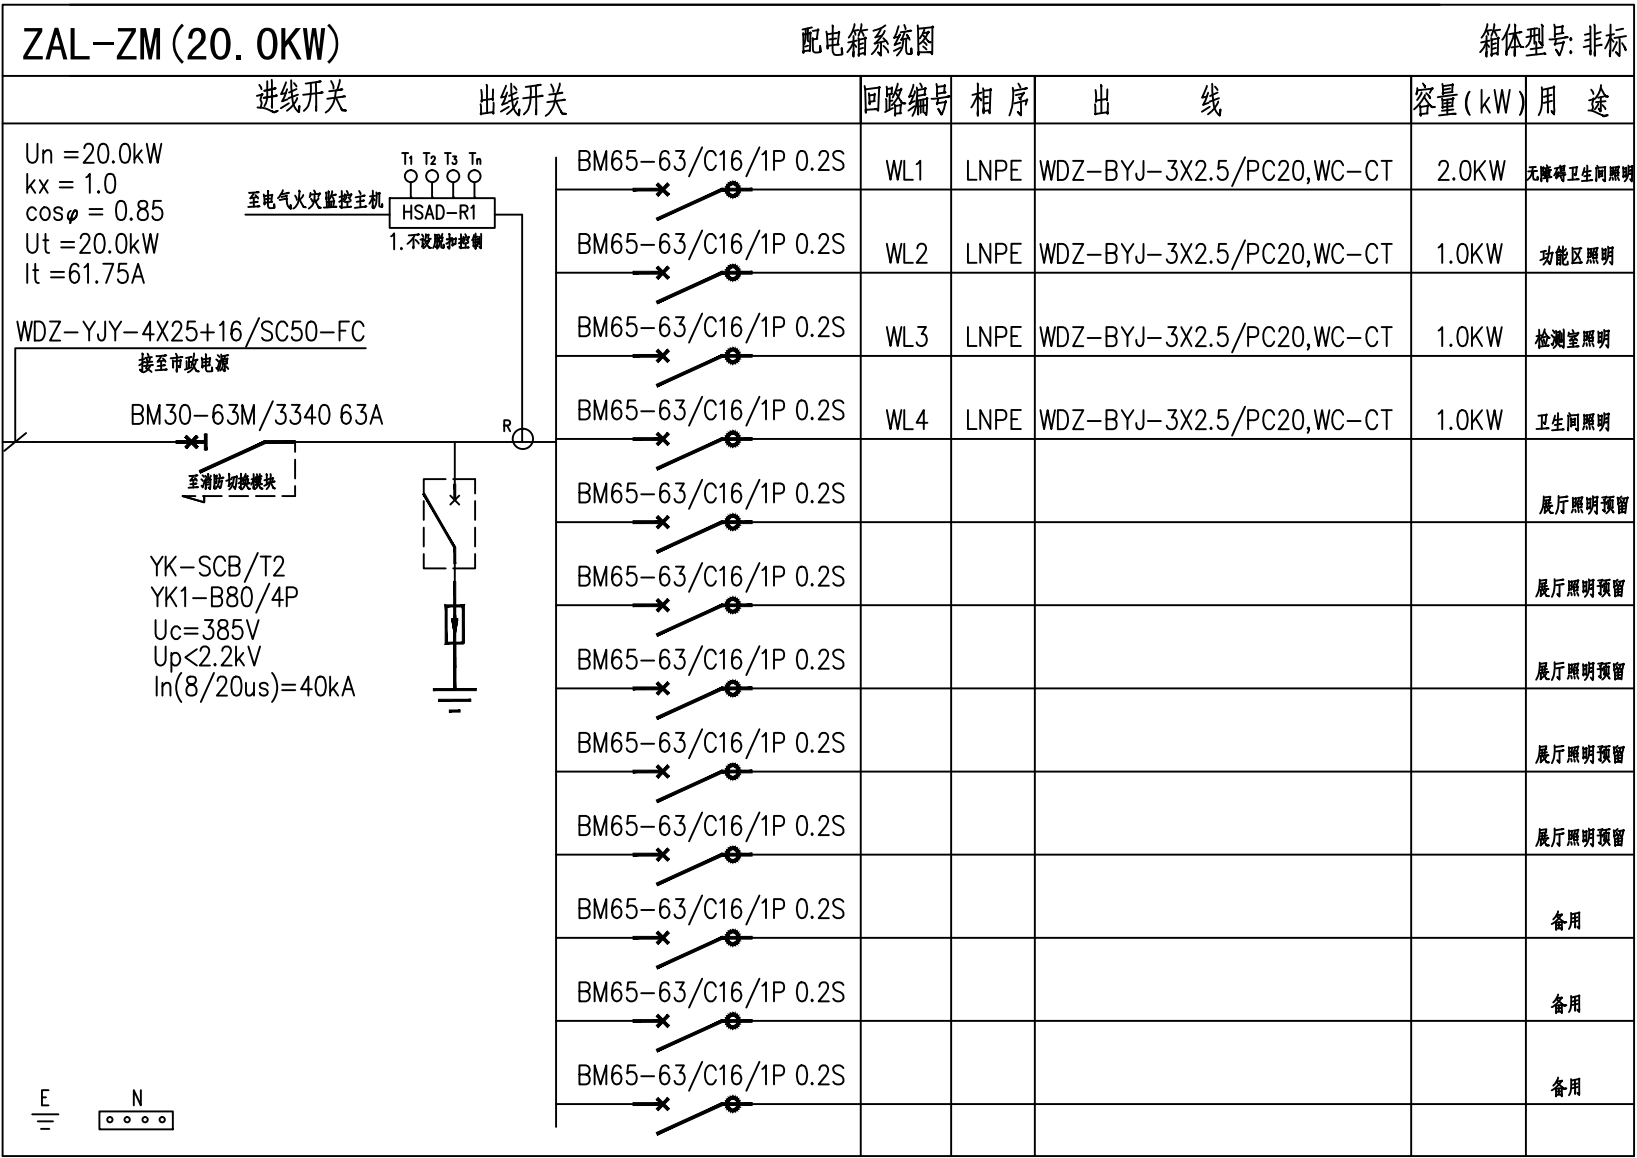 ZAL-ZM(20.0KW) 配电箱系统图 箱体型号:非标
进线开关 出线开关 回路编号 相 序 出 线 容量(kW) 用 途
Un =20.0kW
kx = 1.0
cosφ = 0.85
Ut =20.0kW
It =61.75A
T1 T2 T3 Tn
至电气火灾监控主机
HSAD-R1
1.不设脱扣控制
WDZ-YJY-4X25+16/SC50-FC
接至市政电源
BM30-63M/3340 63A
R
至消防切换模块
YK-SCB/T2
YK1-B80/4P
Uc=385V
Up<2.2kV
In(8/20us)=40kA
E N
BM65-63/C16/1P 0.2S WL1 LNPE WDZ-BYJ-3X2.5/PC20,WC-CT 2.0KW 无障碍卫生间照明
BM65-63/C16/1P 0.2S WL2 LNPE WDZ-BYJ-3X2.5/PC20,WC-CT 1.0KW 功能区照明
BM65-63/C16/1P 0.2S WL3 LNPE WDZ-BYJ-3X2.5/PC20,WC-CT 1.0KW 检测室照明
BM65-63/C16/1P 0.2S WL4 LNPE WDZ-BYJ-3X2.5/PC20,WC-CT 1.0KW 卫生间照明
BM65-63/C16/1P 0.2S 展厅照明预留
BM65-63/C16/1P 0.2S 展厅照明预留
BM65-63/C16/1P 0.2S 展厅照明预留
BM65-63/C16/1P 0.2S 展厅照明预留
BM65-63/C16/1P 0.2S 展厅照明预留
BM65-63/C16/1P 0.2S 备用
BM65-63/C16/1P 0.2S 备用
BM65-63/C16/1P 0.2S 备用